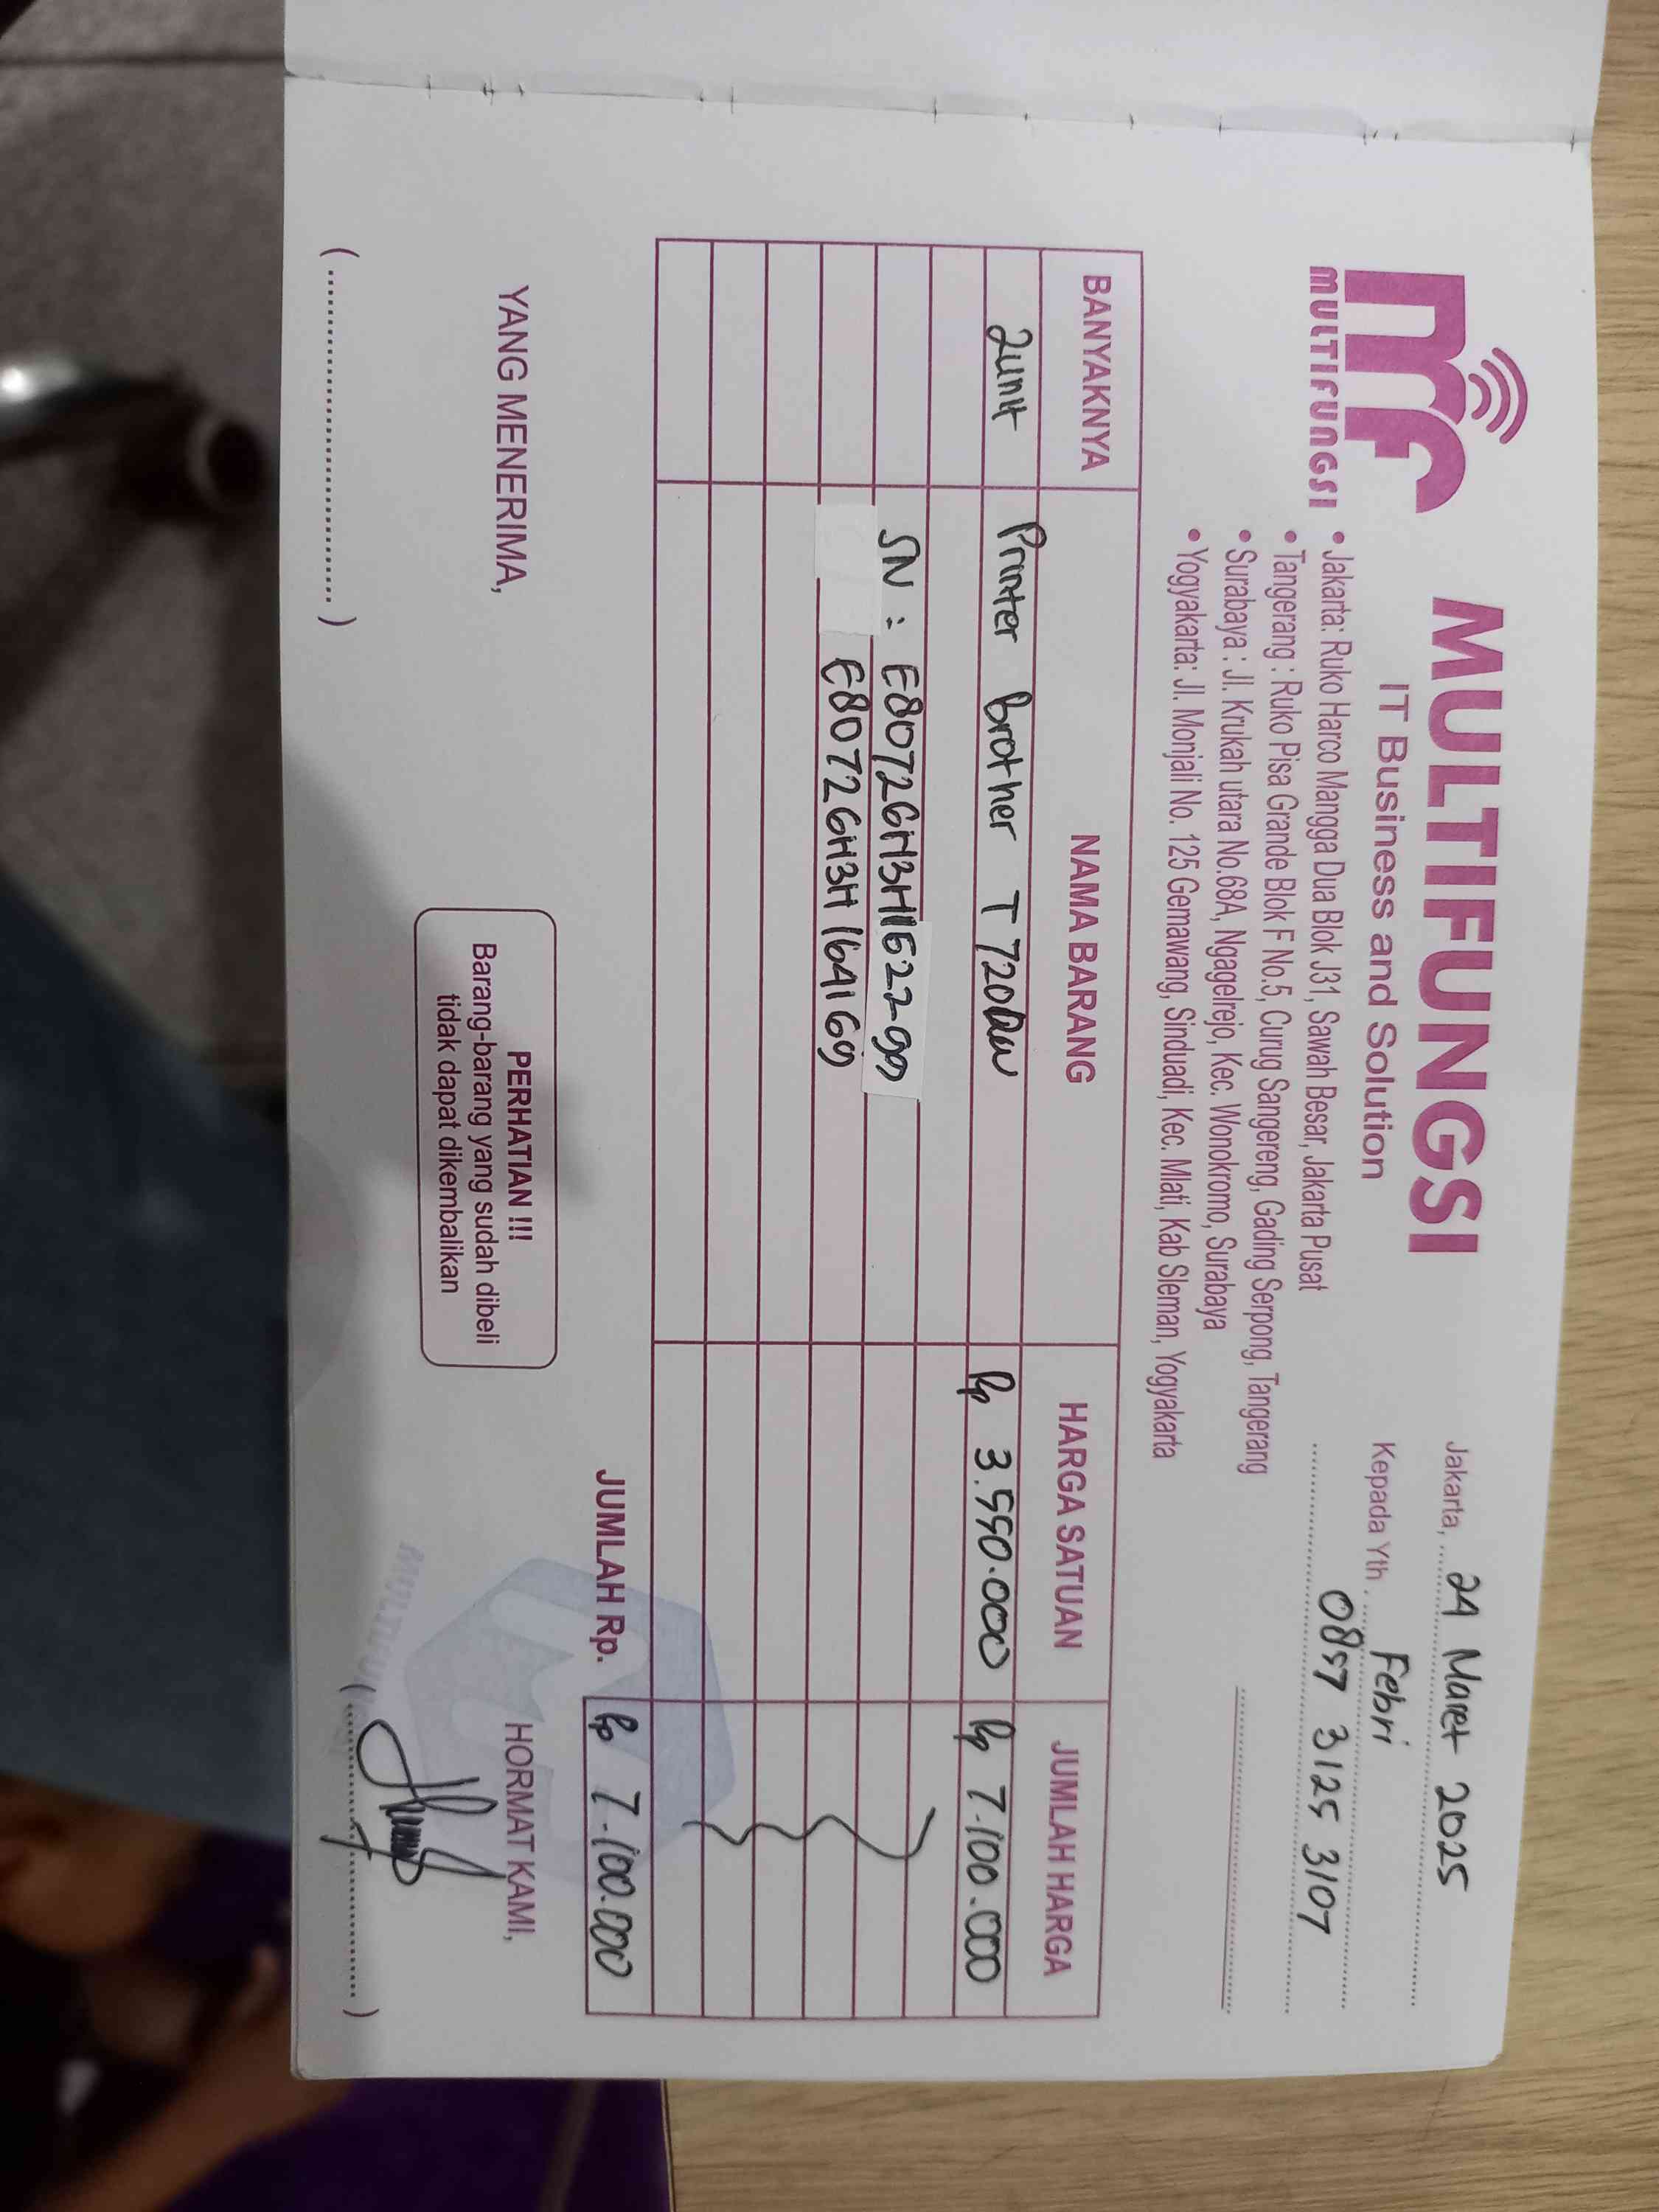 MULTIFUNGSI
MULTIFUNGSI
IT Business and Solution
• Jakarta: Ruko Harco Mangga Dua Blok J31, Sawah Besar, Jakarta Pusat
• Tangerang : Ruko Pisa Grande Blok F No.5, Curug Sangereng, Gading Serpong, Tangerang
• Surabaya : Jl. Krukah utara No.68A, Ngagelrejo, Kec. Wonokromo, Surabaya
• Yogyakarta: Jl. Monjali No. 125 Gemawang, Sinduadi, Kec. Mlati, Kab Sleman, Yogyakarta
Jakarta, 24 Maret 2025
Kepada Yth. Febri
0897 3125 3107
BANYAKNYA NAMA BARANG HARGA SATUAN JUMLAH HARGA
2unit Printer Brother T720DW Rp 3.550.000 Rp 7.100.000
SN : E80726H3H162299
E80726H3H164169
JUMLAH Rp. Rp 7.100.000
YANG MENERIMA,
PERHATIAN !!!
Barang-barang yang sudah dibeli
tidak dapat dikembalikan
HORMAT KAMI,